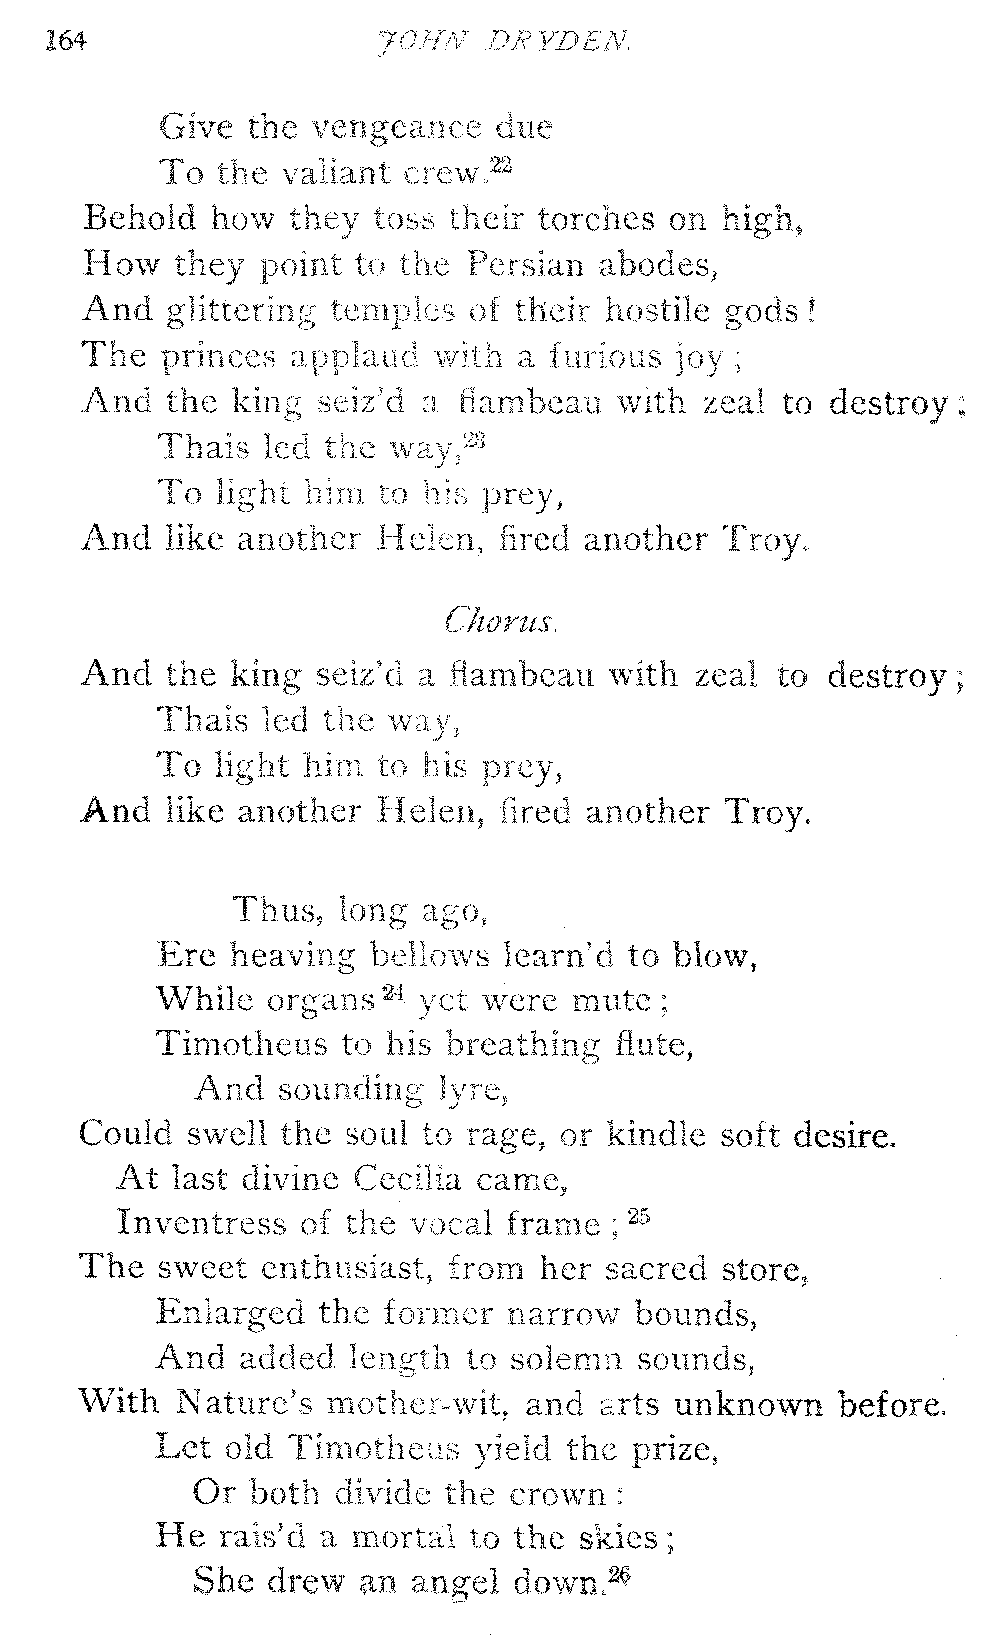 164 JOHN DRYDEN.
Give the vengeance due
To the valiant crew.22
Behold how they toss their torches on high,
How they point to the Persian abodes,
And glittering temples of their hostile gods!
The princes applaud with a furious joy;
And the king seiz'd a flambeau with zeal to destroy;
Thais led the way,23
To light him to his prey,
And like another Helen, fired another Troy.
Chorus.
And the king seiz'd a flambeau with zeal to destroy;
Thais led the way,
To light him to his prey,
And like another Helen, fired another Troy.
Thus, long ago,
Ere heaving bellows learn'd to blow,
While organs24 yet were mute;
Timotheus to his breathing flute,
And sounding lyre,
Could swell the soul to rage, or kindle soft desire.
At last divine Cecilia came,
Inventress of the vocal frame;25
The sweet enthusiast, from her sacred store,
Enlarged the former narrow bounds,
And added length to solemn sounds,
With Nature's mother-wit, and arts unknown before.
Let old Timotheus yield the prize,
Or both divide the crown:
He rais'd a mortal to the skies;
She drew an angel down.26